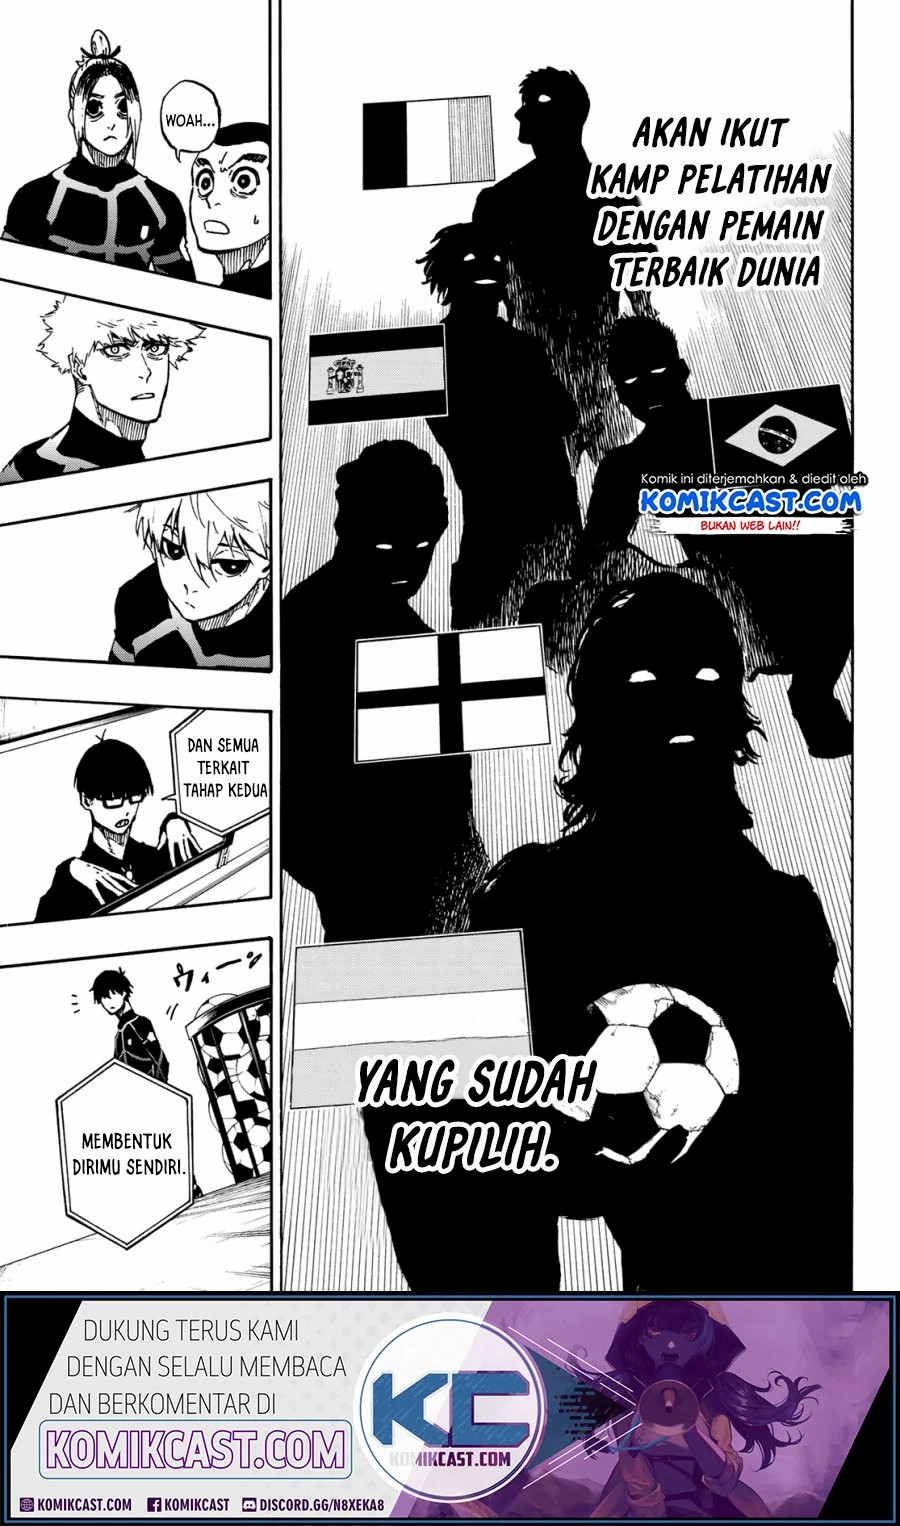 AKAN IKUT
KAMP PELATIHAN
DENGAN PEMAIN
TERBAIK DUNIA
WOAH...
Komik ini diterjemahkan & diedit oleh
KOMIKCAST.COM
BUKAN WEB LAIN!!
DAN SEMUA
TERKAIT
TAHAP KEDUA
ウィーン
YANG SUDAH
KUPILIH.
MEMBENTUK
DIRIMU SENDIRI.
DUKUNG TERUS KAMI
DENGAN SELALU MEMBACA
DAN BERKOMENTAR DI
KOMIKCAST.COM
KC
KOMIKCAST.COM
KOMIKCAST.COM KOMIKCAST DISCORD.GG/N8XEKA8